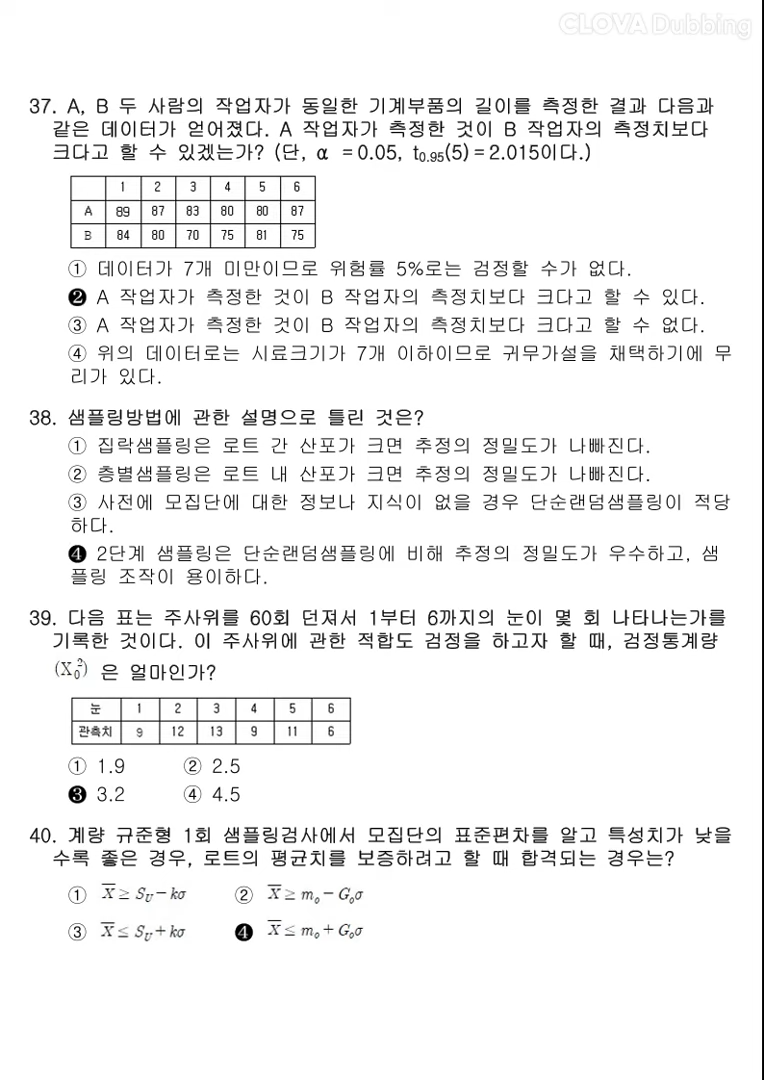 CLOVA Dubbing
37. A, B 두 사람의 작업자가 동일한 기계부품의 길이를 측정한 결과 다음과
같은 데이터가 얻어졌다. A 작업자가 측정한 것이 B 작업자의 측정치보다
크다고 할 수 있겠는가? (단, α = 0.05, t0.95(5) = 2.015이다.)
1 2 3 4 5 6
A 89 87 83 80 80 87
B 84 80 70 75 81 75
① 데이터가 7개 미만이므로 위험률 5%로는 검정할 수가 없다.
❷ A 작업자가 측정한 것이 B 작업자의 측정치보다 크다고 할 수 있다.
③ A 작업자가 측정한 것이 B 작업자의 측정치보다 크다고 할 수 없다.
④ 위의 데이터로는 시료크기가 7개 이하이므로 귀무가설을 채택하기에 무
리가 있다.
38. 샘플링방법에 관한 설명으로 틀린 것은?
① 집락샘플링은 로트 간 산포가 크면 추정의 정밀도가 나빠진다.
② 층별샘플링은 로트 내 산포가 크면 추정의 정밀도가 나빠진다.
③ 사전에 모집단에 대한 정보나 지식이 없을 경우 단순랜덤샘플링이 적당
하다.
❹ 2단계 샘플링은 단순랜덤샘플링에 비해 추정의 정밀도가 우수하고, 샘
플링 조작이 용이하다.
39. 다음 표는 주사위를 60회 던져서 1부터 6까지의 눈이 몇 회 나타나는가를
기록한 것이다. 이 주사위에 관한 적합도 검정을 하고자 할 때, 검정통계량
(X₀²) 은 얼마인가?
눈 1 2 3 4 5 6
관측치 9 12 13 9 11 6
① 1.9 ② 2.5
❸ 3.2 ④ 4.5
40. 계량 규준형 1회 샘플링검사에서 모집단의 표준편차를 알고 특성치가 낮을
수록 좋은 경우, 로트의 평균치를 보증하려고 할 때 합격되는 경우는?
① X̅ ≥ S_U − kσ ② X̅ ≥ m₀ − G₀σ
③ X̅ ≤ S_U + kσ ❹ X̅ ≤ m₀ + G₀σ